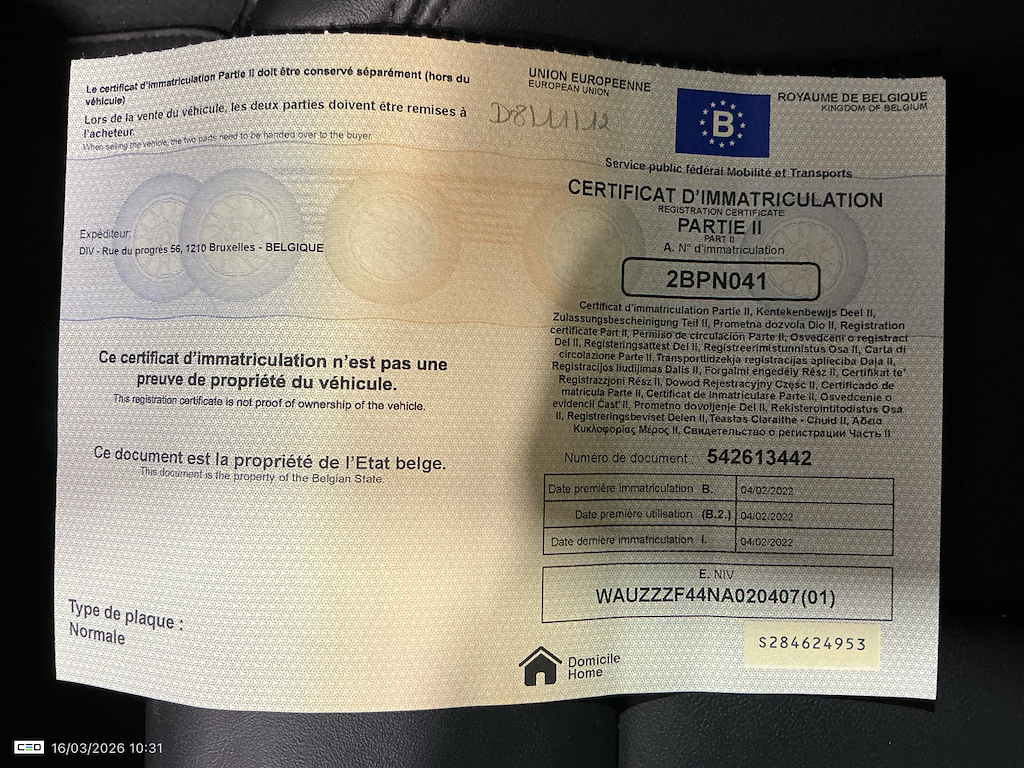 Le certificat d'immatriculation Partie II doit être conservé séparément (hors du
véhicule)
Lors de la vente du véhicule, les deux parties doivent être remises à
l'acheteur.
When selling the vehicle, the two parts need to be handed over to the buyer.
Expéditeur:
DIV - Rue du progrès 56, 1210 Bruxelles - BELGIQUE
Ce certificat d'immatriculation n'est pas une
preuve de propriété du véhicule.
This registration certificate is not proof of ownership of the vehicle.
Ce document est la propriété de l'Etat belge.
This document is the property of the Belgian State.
Type de plaque :
Normale
UNION EUROPEENNE
EUROPEAN UNION
B
ROYAUME DE BELGIQUE
KINGDOM OF BELGIUM
Service public fédéral Mobilité et Transports
CERTIFICAT D'IMMATRICULATION
REGISTRATION CERTIFICATE
PARTIE II
PART II
A. N° d'immatriculation
2BPN041
Certificat d'immatriculation Partie II, Kentekenbewijs Deel II,
Zulassungsbescheinigung Teil II, Prometna dozvola Dio II, Registration
certificate Part II, Permiso de circulación Parte II, Osvedčení o registraci
Del II, Registeringsattest Del II, Registreerimistunnistus Osa II, Carta di
circolazione Parte II, Transportlidzekja registracijas apliecība Daļa II,
Registracijos liudijimas Dalis II, Forgalmi engedély Rész II, Certifikat te'
Registrazzjoni Rész II, Dowód Rejestracyjny Część II, Certificado de
matrícula Parte II, Certificat de Inmatriculare Parte II, Osvedcenie o
evidencii Cast' II, Prometno dovoljenje Del II, Rekisterointitodistus Osa
II, Registreringsbeviset Delen II, Teastas Claraithe - Chuid II, Άδεια
Κυκλοφορίας Μέρος II, Свидетельство о регистрации Часть II
Numéro de document : 542613442
Date première immatriculation B. 04/02/2022
Date première utilisation (B.2.) 04/02/2022
Date dernière immatriculation I. 04/02/2022
E. NIV
WAUZZZF44NA020407(01)
S284624953
Domicile
Home
16/03/2026 10:31